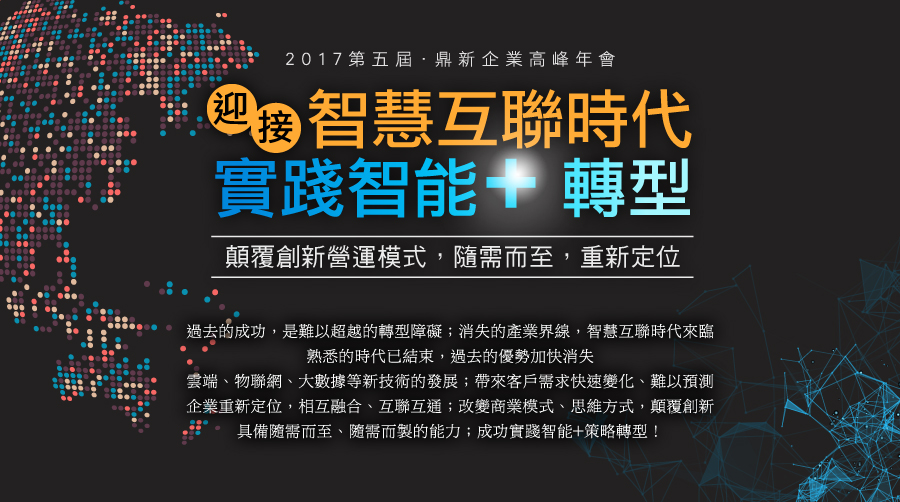 2017第五屆·鼎新企業高峰年會
迎接智慧互聯時代
實踐智能+轉型
顛覆創新營運模式，隨需而至，重新定位
過去的成功，是難以超越的轉型障礙；消失的產業界線，智慧互聯時代來臨
熟悉的時代已結束，過去的優勢加快消失
雲端、物聯網、大數據等新技術的發展；帶來客戶需求快速變化、難以預測
企業重新定位，相互融合、互聯互通；改變商業模式、思維方式，顛覆創新
具備隨需而至、隨需而製的能力；成功實踐智能+策略轉型！